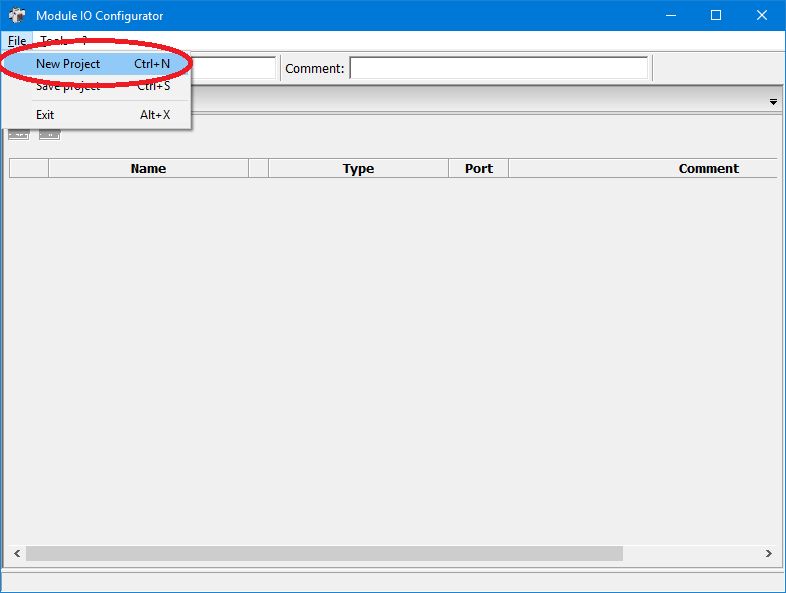 Module IO Configurator
File Tools ?
New Project Ctrl+N
Comment:
Save project Ctrl+S
Exit Alt+X
Name Type Port Comment